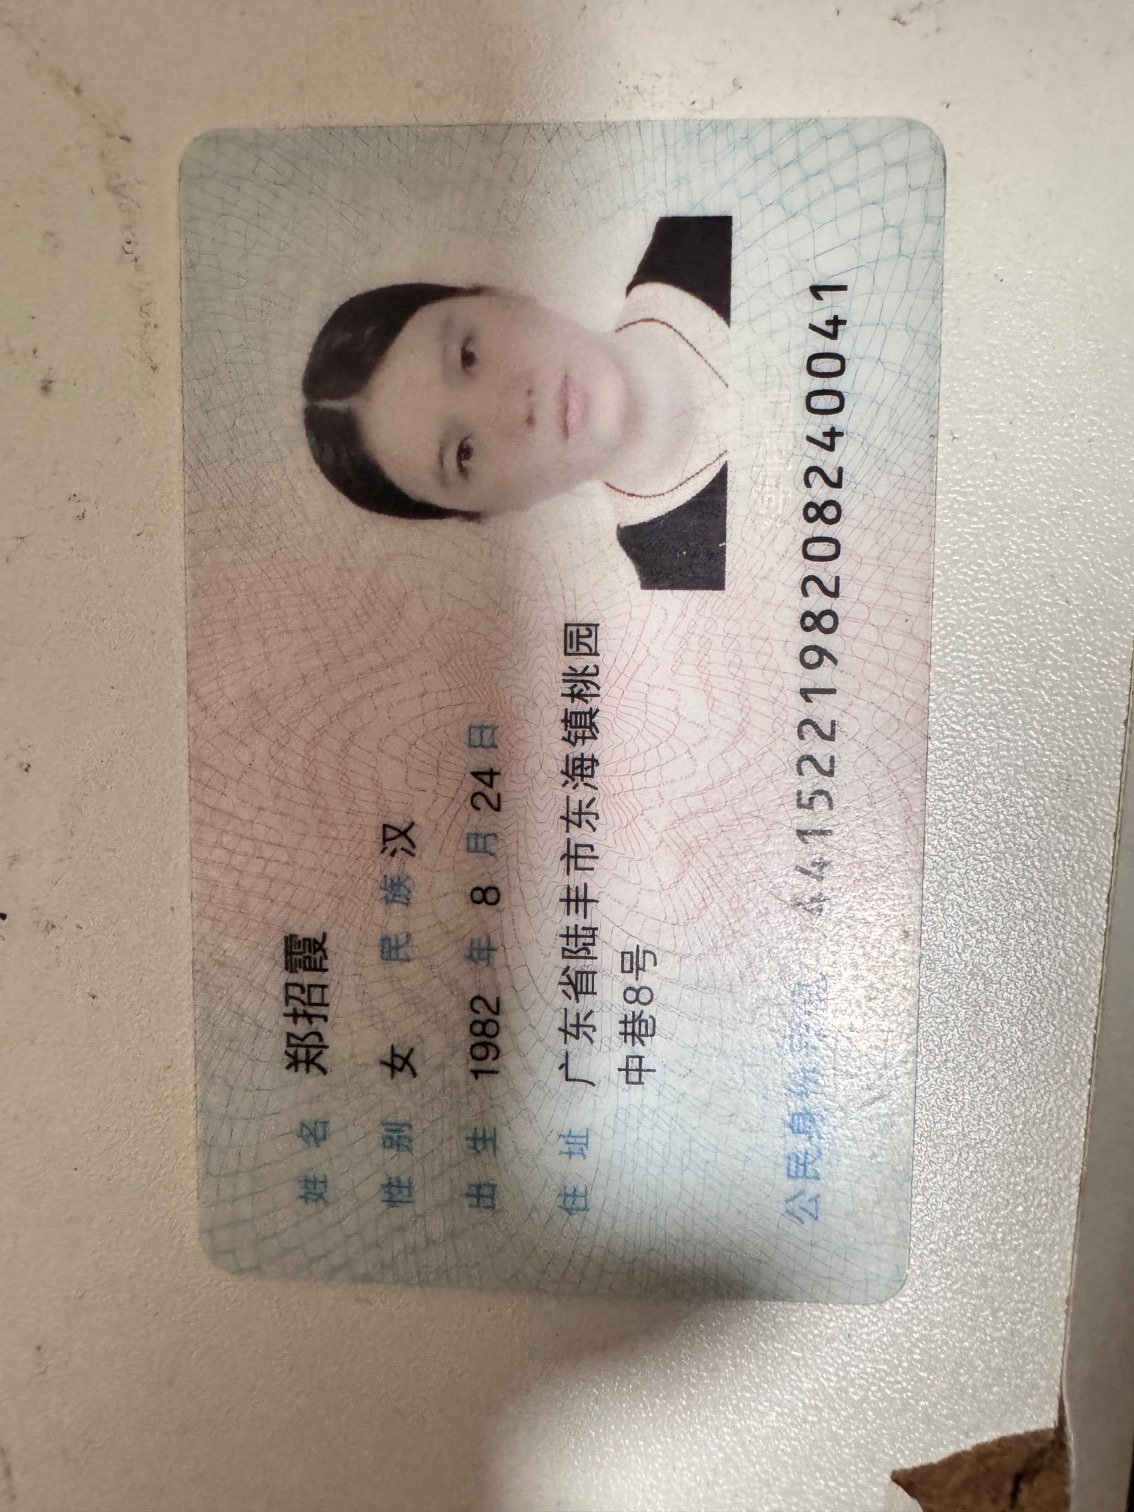 姓名 郑招霞
性别 女 民族 汉
出生 1982 年 8 月 24 日
住址 广东省陆丰市东海镇桃园
中巷8号
公民身份号码 441522198208240041